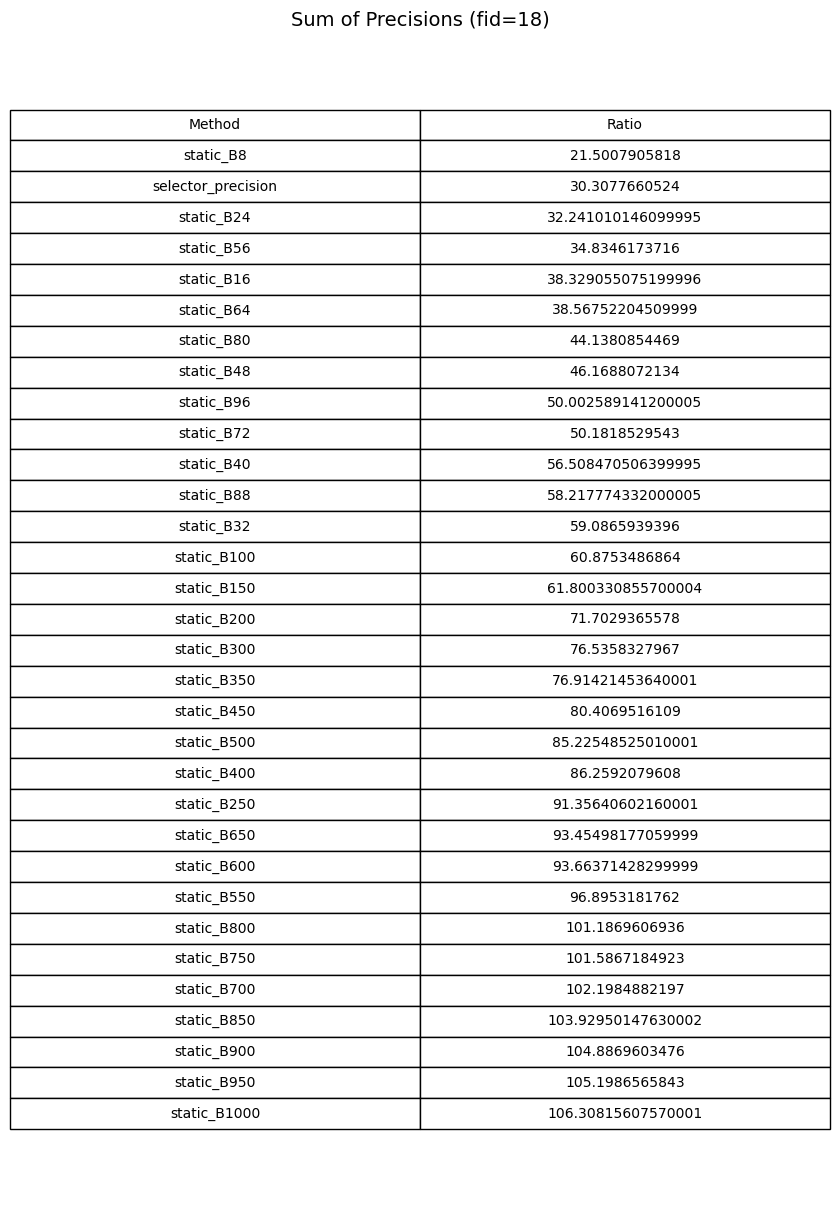 Sum of Precisions (fid=18)
Method Ratio
static_B8 21.5007905818
selector_precision 30.3077660524
static_B24 32.241010146099995
static_B56 34.8346173716
static_B16 38.329055075199996
static_B64 38.56752204509999
static_B80 44.1380854469
static_B48 46.1688072134
static_B96 50.002589141200005
static_B72 50.1818529543
static_B40 56.508470506399995
static_B88 58.217774332000005
static_B32 59.0865939396
static_B100 60.8753486864
static_B150 61.800330855700004
static_B200 71.7029365578
static_B300 76.5358327967
static_B350 76.91421453640001
static_B450 80.4069516109
static_B500 85.22548525010001
static_B400 86.2592079608
static_B250 91.35640602160001
static_B650 93.45498177059999
static_B600 93.66371428299999
static_B550 96.8953181762
static_B800 101.1869606936
static_B750 101.5867184923
static_B700 102.1984882197
static_B850 103.92950147630002
static_B900 104.8869603476
static_B950 105.1986565843
static_B1000 106.30815607570001